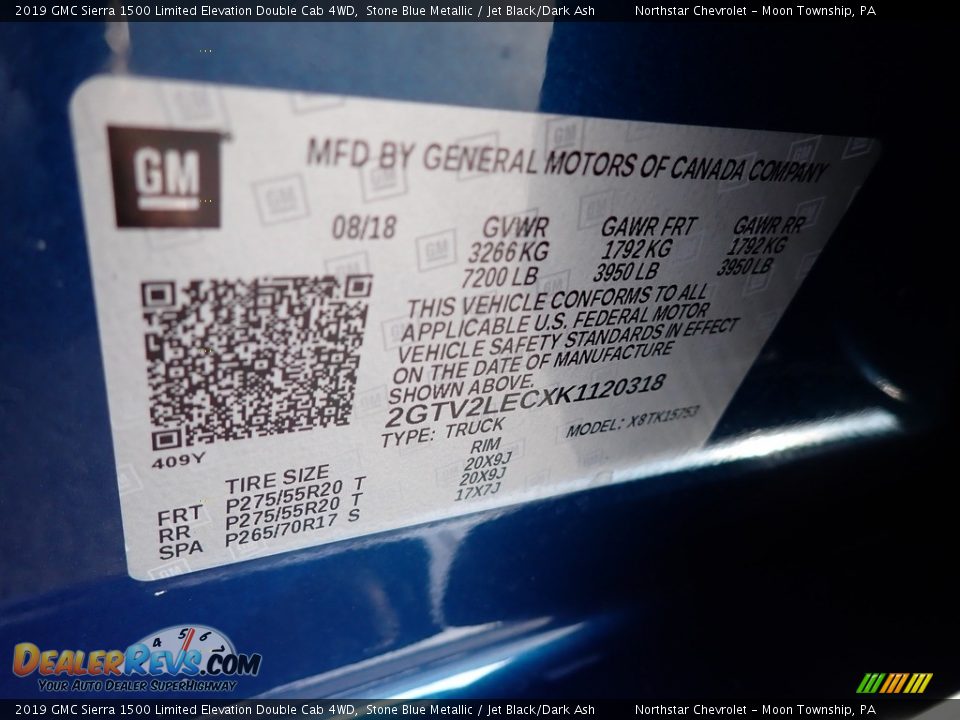 2019 GMC Sierra 1500 Limited Elevation Double Cab 4WD, Stone Blue Metallic / Jet Black/Dark Ash Northstar Chevrolet - Moon Township, PA
GM
MFD BY GENERAL MOTORS OF CANADA COMPANY
08/18 GVWR GAWR FRT GAWR RR
3266 KG 1792 KG 1792 KG
7200 LB 3950 LB 3950 LB
THIS VEHICLE CONFORMS TO ALL
APPLICABLE U.S. FEDERAL MOTOR
VEHICLE SAFETY STANDARDS IN EFFECT
ON THE DATE OF MANUFACTURE
SHOWN ABOVE.
2GTV2LECXK1120318
TYPE: TRUCK MODEL: X8TK15753
409Y
TIRE SIZE RIM
FRT P275/55R20 T 20X9J
RR P275/55R20 T 20X9J
SPA P265/70R17 S 17X7J
4 5 6
DEALERREVS.COM
YOUR AUTO DEALER SUPERHIGHWAY
2019 GMC Sierra 1500 Limited Elevation Double Cab 4WD, Stone Blue Metallic / Jet Black/Dark Ash Northstar Chevrolet - Moon Township, PA